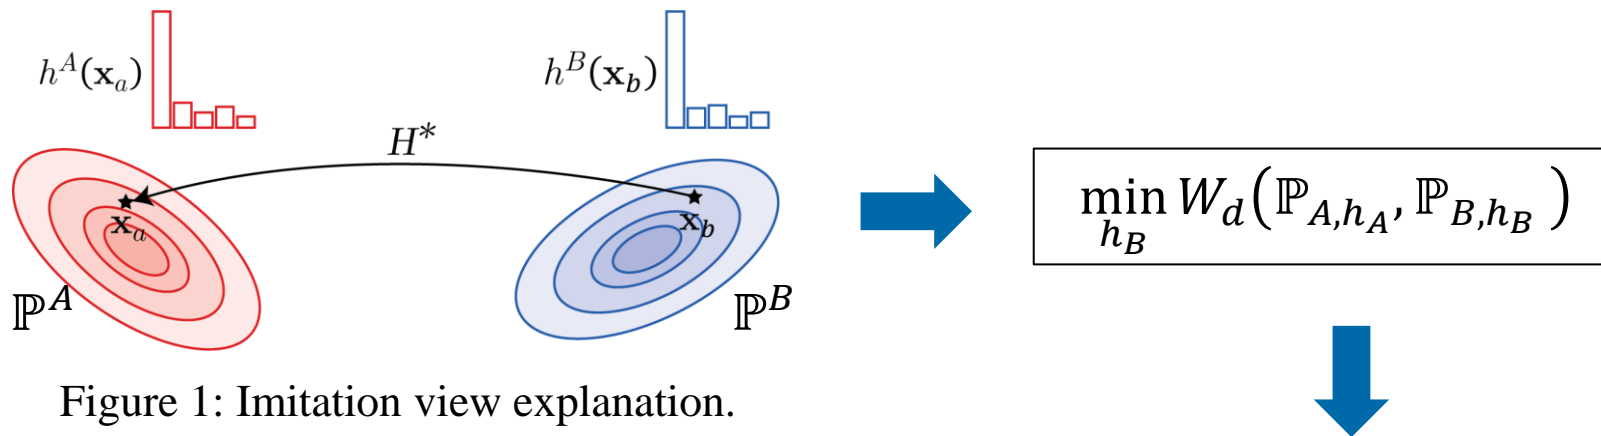 h^A(𝐱_a)
h^B(𝐱_b)
H*
𝐱_a
𝐱_b
ℙ^A
ℙ^B
min_{h_B} W_d(ℙ_{A,h_A}, ℙ_{B,h_B})
Figure 1: Imitation view explanation.